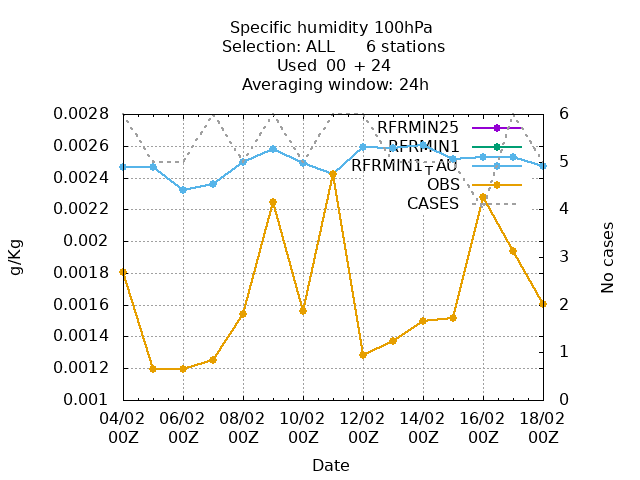 Specific humidity 100hPa
Selection: ALL 6 stations
Used 00 + 24
Averaging window: 24h
0.0028
0.0026
0.0024
0.0022
0.002
0.0018
0.0016
0.0014
0.0012
0.001
g/Kg
RFRMIN25
RFRMIN1
RFRMIN1_AU
OBS
CASES
6
5
4
3
2
1
0
No cases
04/02 06/02 08/02 10/02 12/02 14/02 16/02 18/02
00Z 00Z 00Z 00Z 00Z 00Z 00Z 00Z
Date